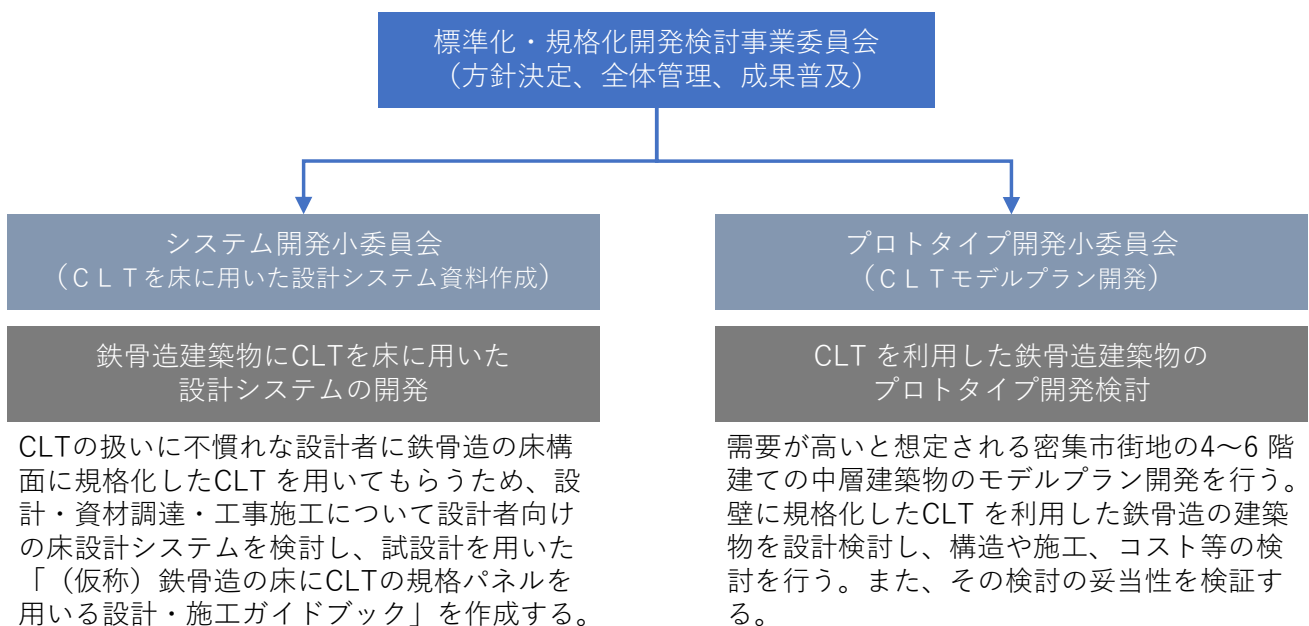 標準化・規格化開発検討事業委員会
（方針決定、全体管理、成果普及）
システム開発小委員会
（ＣＬＴを床に用いた設計システム資料作成）
鉄骨造建築物にCLTを床に用いた
設計システムの開発
CLTの扱いに不慣れな設計者に鉄骨造の床構
面に規格化したCLT を用いてもらうため、設
計・資材調達・工事施工について設計者向け
の床設計システムを検討し、試設計を用いた
「（仮称）鉄骨造の床にCLTの規格パネルを
用いる設計・施工ガイドブック」を作成する。
プロトタイプ開発小委員会
（ＣＬＴモデルプラン開発）
CLT を利用した鉄骨造建築物の
プロトタイプ開発検討
需要が高いと想定される密集市街地の4〜6 階
建ての中層建築物のモデルプラン開発を行う。
壁に規格化したCLT を利用した鉄骨造の建築
物を設計検討し、構造や施工、コスト等の検
討を行う。また、その検討の妥当性を検証す
る。